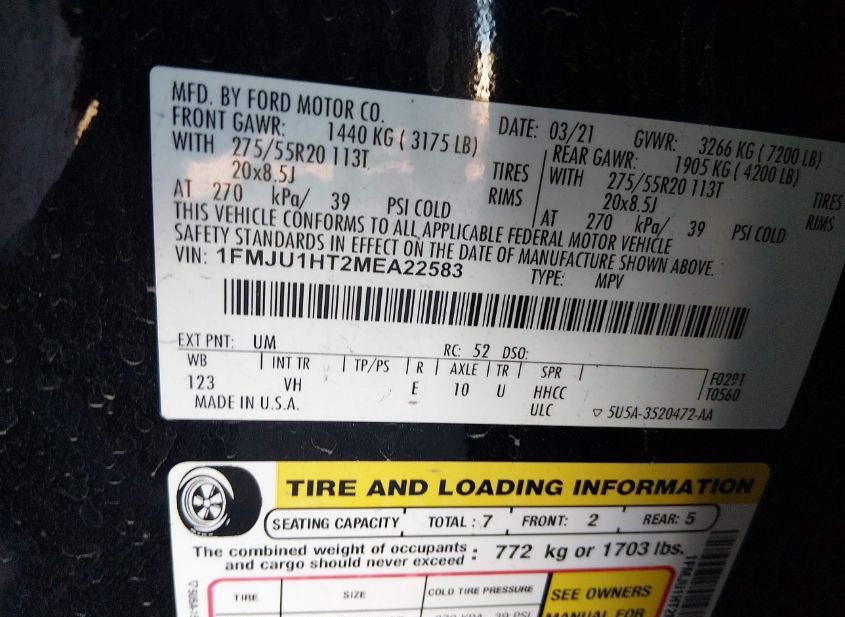 MFD. BY FORD MOTOR CO.
DATE: 03/21 GVWR: 3266 KG ( 7200 LB)
FRONT GAWR: 1440 KG ( 3175 LB)
WITH 275/55R20 113T TIRES
20x8.5J RIMS
AT 270 kPa/ 39 PSI COLD
REAR GAWR: 1905 KG ( 4200 LB)
WITH 275/55R20 113T TIRES
20x8.5J RIMS
AT 270 kPa/ 39 PSI COLD
THIS VEHICLE CONFORMS TO ALL APPLICABLE FEDERAL MOTOR VEHICLE
SAFETY STANDARDS IN EFFECT ON THE DATE OF MANUFACTURE SHOWN ABOVE.
VIN: 1FMJU1HT2MEA22583
TYPE: MPV
EXT PNT: UM RC: 52 DSO:
WB INT TR TP/PS R AXLE TR SPR
123 VH E 10 U HHCC
ULC
F0291
T0560
MADE IN U.S.A.
5U5A-3520472-AA
TIRE AND LOADING INFORMATION
SEATING CAPACITY TOTAL : 7 FRONT: 2 REAR: 5
The combined weight of occupants
and cargo should never exceed : 772 kg or 1703 lbs.
TIRE SIZE COLD TIRE PRESSURE
SEE OWNERS
MANUAL FOR